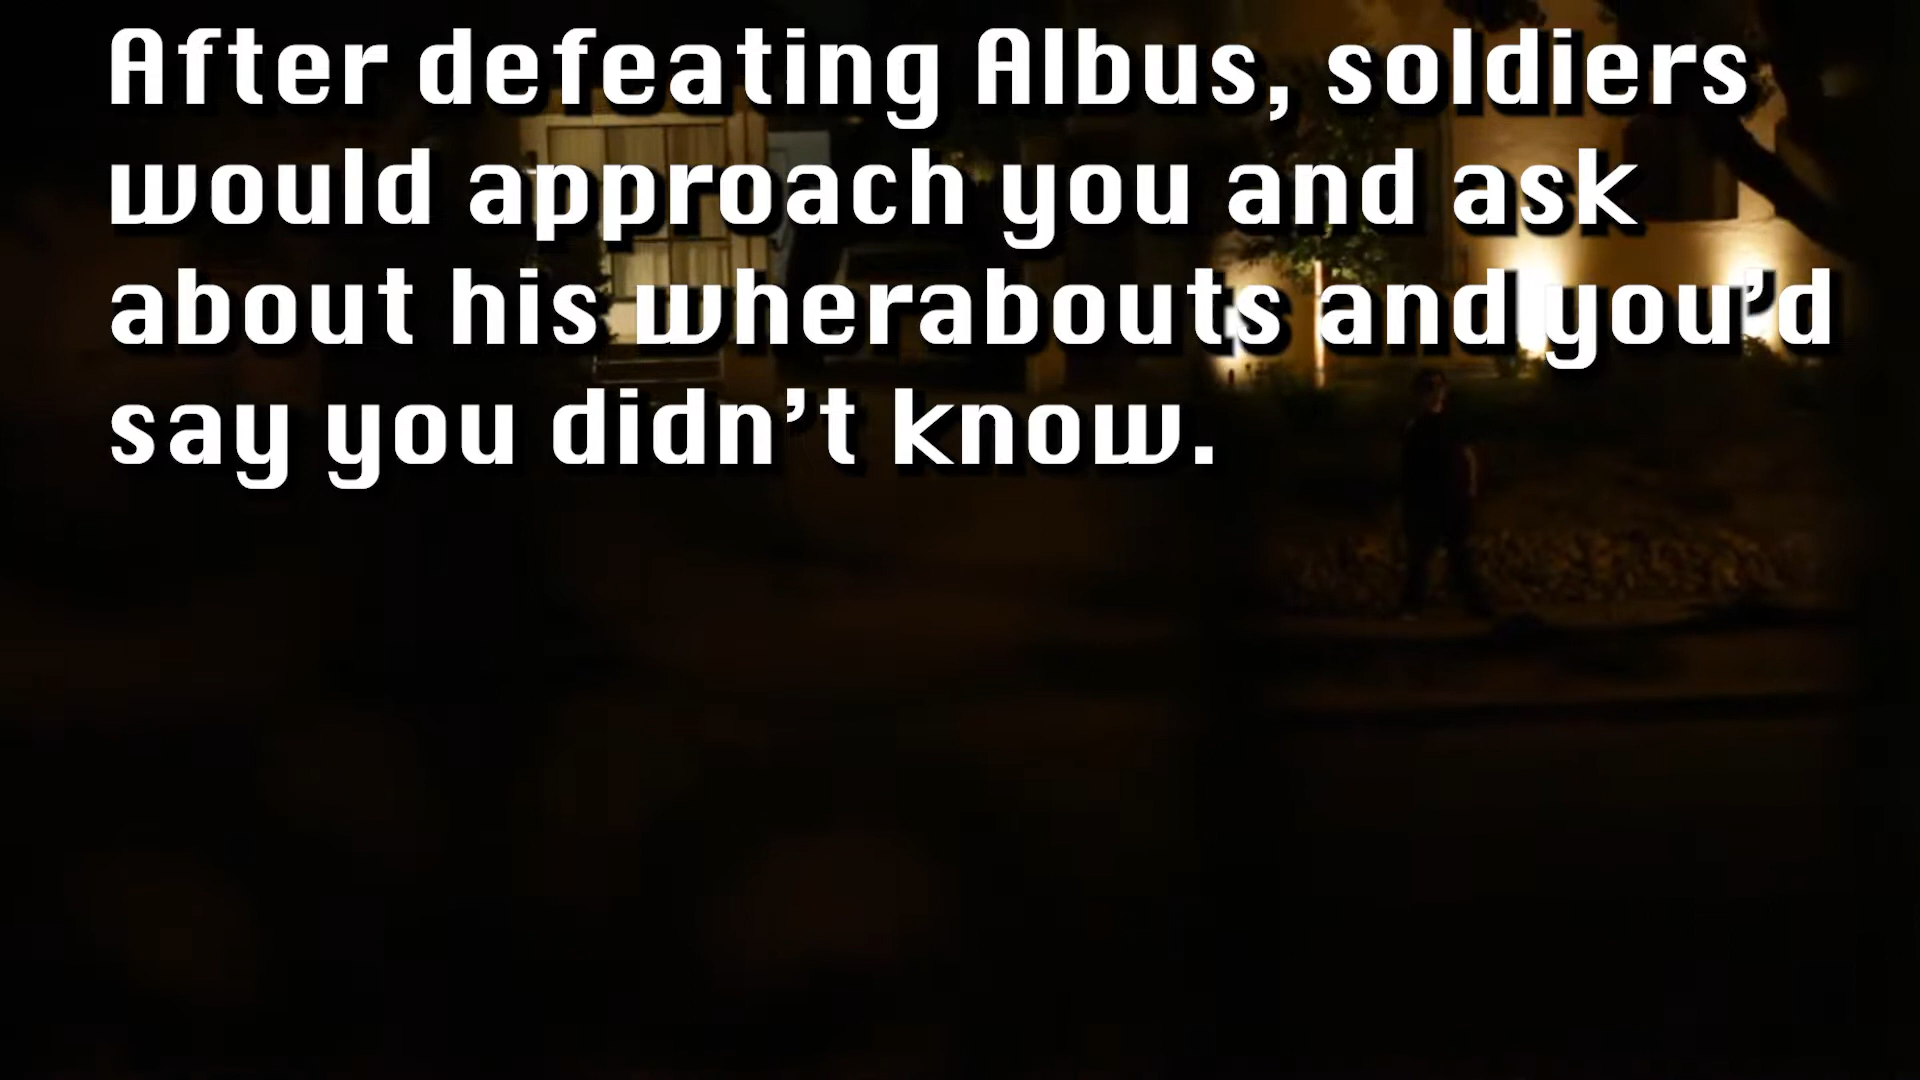 After defeating Albus, soldiers
would approach you and ask
about his wherabouts and you'd
say you didn't know.